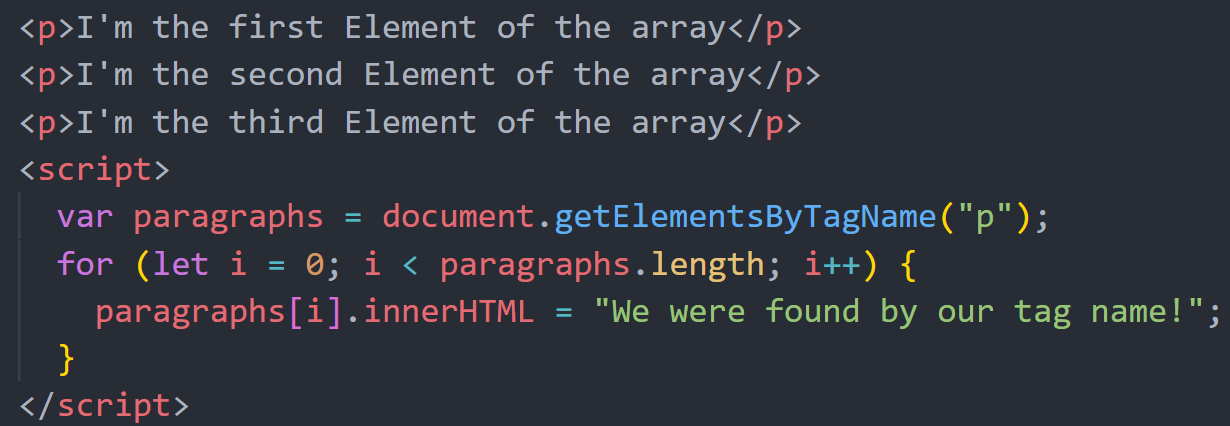 <p>I'm the first Element of the array</p>
<p>I'm the second Element of the array</p>
<p>I'm the third Element of the array</p>
<script>
  var paragraphs = document.getElementsByTagName("p");
  for (let i = 0; i < paragraphs.length; i++) {
    paragraphs[i].innerHTML = "We were found by our tag name!";
  }
</script>